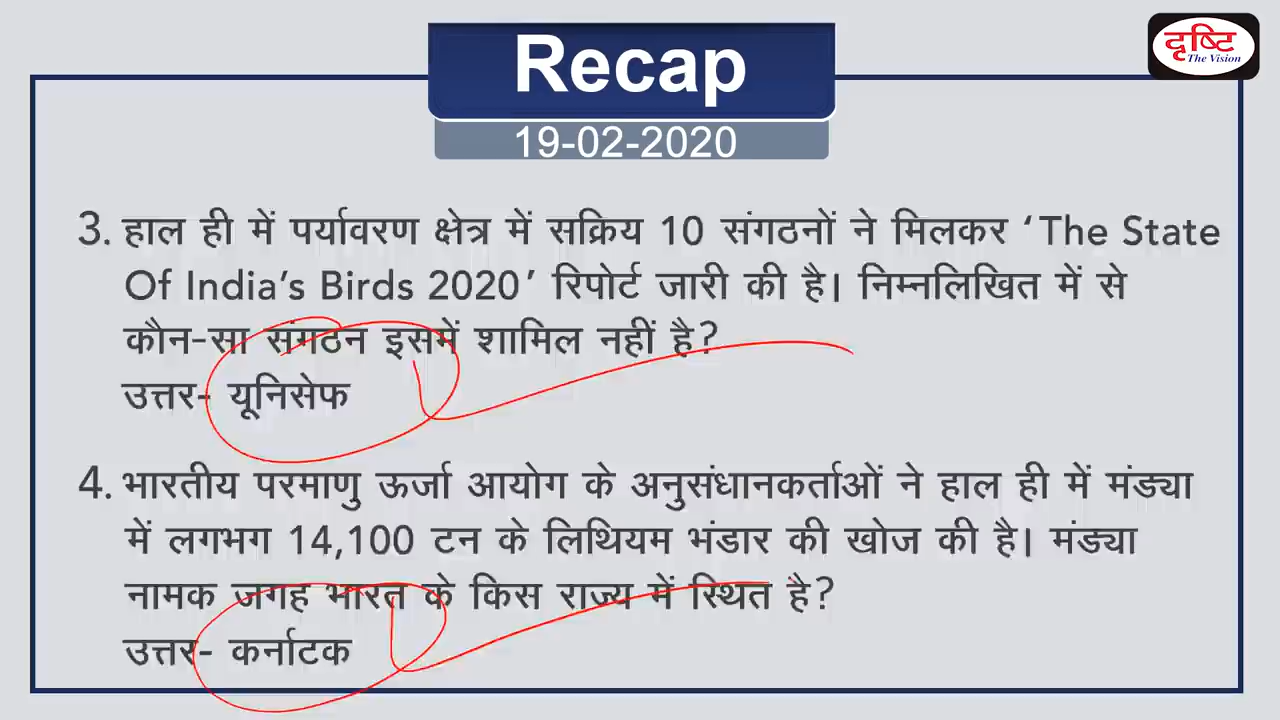 Recap
दृष्टि
The Vision
19-02-2020
3. हाल ही में पर्यावरण क्षेत्र में सक्रिय 10 संगठनों ने मिलकर ‘The State
Of India’s Birds 2020’ रिपोर्ट जारी की है। निम्नलिखित में से
कौन-सा संगठन इसमें शामिल नहीं है?
उत्तर- यूनिसेफ
4. भारतीय परमाणु ऊर्जा आयोग के अनुसंधानकर्ताओं ने हाल ही में मंड्या
में लगभग 14,100 टन के लिथियम भंडार की खोज की है। मंड्या
नामक जगह भारत के किस राज्य में स्थित है?
उत्तर- कर्नाटक